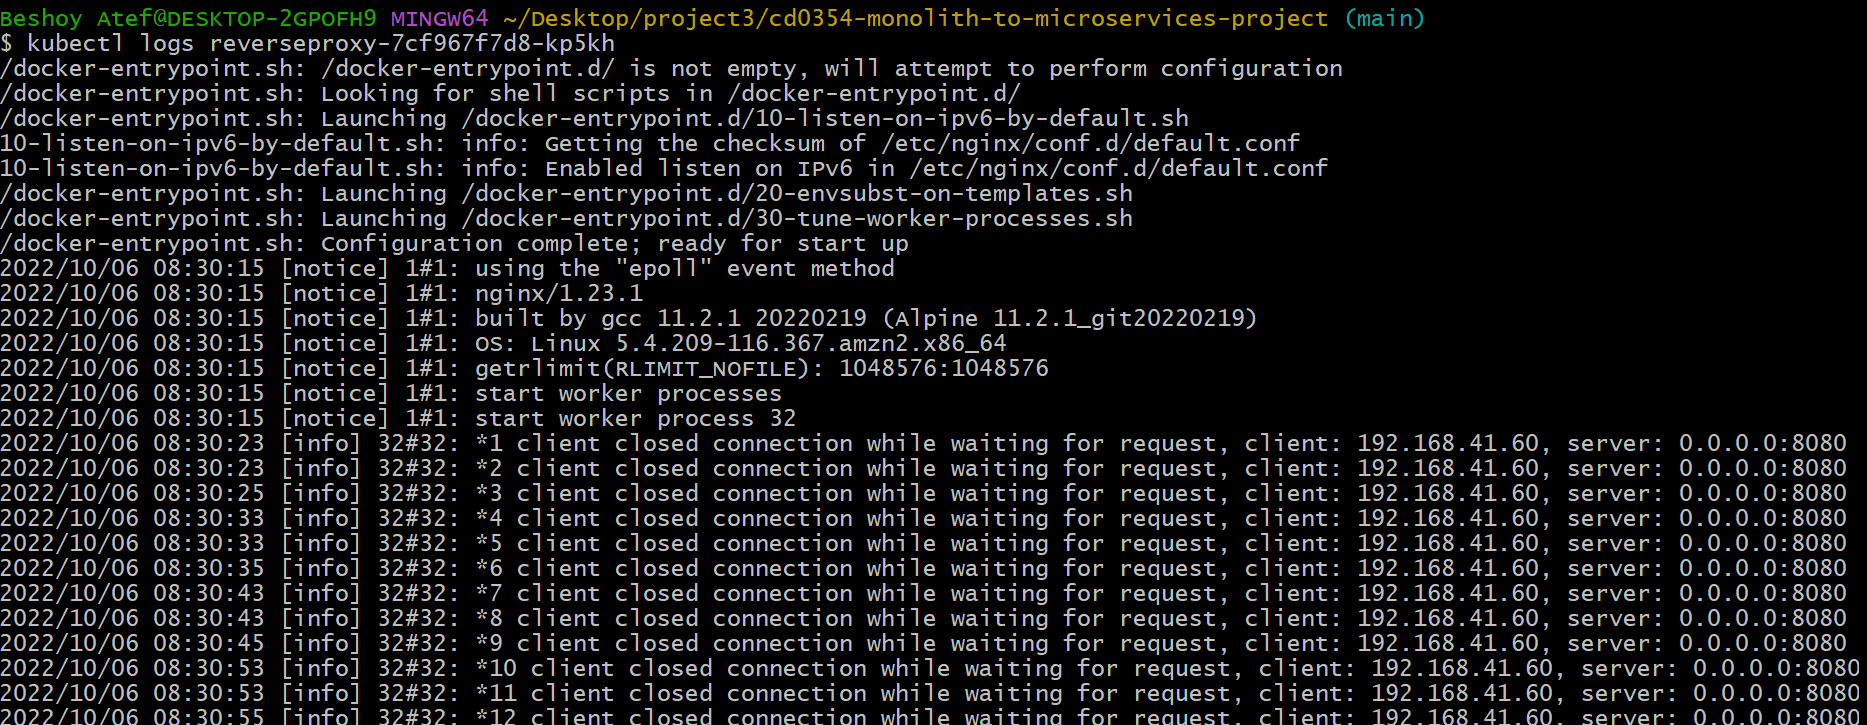 Beshoy Atef@DESKTOP-2GPOFH9 MINGW64 ~/Desktop/project3/cd0354-monolith-to-microservices-project (main)
$ kubectl logs reverseproxy-7cf967f7d8-kp5kh
/docker-entrypoint.sh: /docker-entrypoint.d/ is not empty, will attempt to perform configuration
/docker-entrypoint.sh: Looking for shell scripts in /docker-entrypoint.d/
/docker-entrypoint.sh: Launching /docker-entrypoint.d/10-listen-on-ipv6-by-default.sh
10-listen-on-ipv6-by-default.sh: info: Getting the checksum of /etc/nginx/conf.d/default.conf
10-listen-on-ipv6-by-default.sh: info: Enabled listen on IPv6 in /etc/nginx/conf.d/default.conf
/docker-entrypoint.sh: Launching /docker-entrypoint.d/20-envsubst-on-templates.sh
/docker-entrypoint.sh: Launching /docker-entrypoint.d/30-tune-worker-processes.sh
/docker-entrypoint.sh: Configuration complete; ready for start up
2022/10/06 08:30:15 [notice] 1#1: using the "epoll" event method
2022/10/06 08:30:15 [notice] 1#1: nginx/1.23.1
2022/10/06 08:30:15 [notice] 1#1: built by gcc 11.2.1 20220219 (Alpine 11.2.1_git20220219)
2022/10/06 08:30:15 [notice] 1#1: OS: Linux 5.4.209-116.367.amzn2.x86_64
2022/10/06 08:30:15 [notice] 1#1: getrlimit(RLIMIT_NOFILE): 1048576:1048576
2022/10/06 08:30:15 [notice] 1#1: start worker processes
2022/10/06 08:30:15 [notice] 1#1: start worker process 32
2022/10/06 08:30:23 [info] 32#32: *1 client closed connection while waiting for request, client: 192.168.41.60, server: 0.0.0.0:8080
2022/10/06 08:30:23 [info] 32#32: *2 client closed connection while waiting for request, client: 192.168.41.60, server: 0.0.0.0:8080
2022/10/06 08:30:25 [info] 32#32: *3 client closed connection while waiting for request, client: 192.168.41.60, server: 0.0.0.0:8080
2022/10/06 08:30:33 [info] 32#32: *4 client closed connection while waiting for request, client: 192.168.41.60, server: 0.0.0.0:8080
2022/10/06 08:30:33 [info] 32#32: *5 client closed connection while waiting for request, client: 192.168.41.60, server: 0.0.0.0:8080
2022/10/06 08:30:35 [info] 32#32: *6 client closed connection while waiting for request, client: 192.168.41.60, server: 0.0.0.0:8080
2022/10/06 08:30:43 [info] 32#32: *7 client closed connection while waiting for request, client: 192.168.41.60, server: 0.0.0.0:8080
2022/10/06 08:30:43 [info] 32#32: *8 client closed connection while waiting for request, client: 192.168.41.60, server: 0.0.0.0:8080
2022/10/06 08:30:45 [info] 32#32: *9 client closed connection while waiting for request, client: 192.168.41.60, server: 0.0.0.0:8080
2022/10/06 08:30:53 [info] 32#32: *10 client closed connection while waiting for request, client: 192.168.41.60, server: 0.0.0.0:8080
2022/10/06 08:30:53 [info] 32#32: *11 client closed connection while waiting for request, client: 192.168.41.60, server: 0.0.0.0:8080
2022/10/06 08:30:55 [info] 32#32: *12 client closed connection while waiting for request, client: 192.168.41.60, server: 0.0.0.0:8080